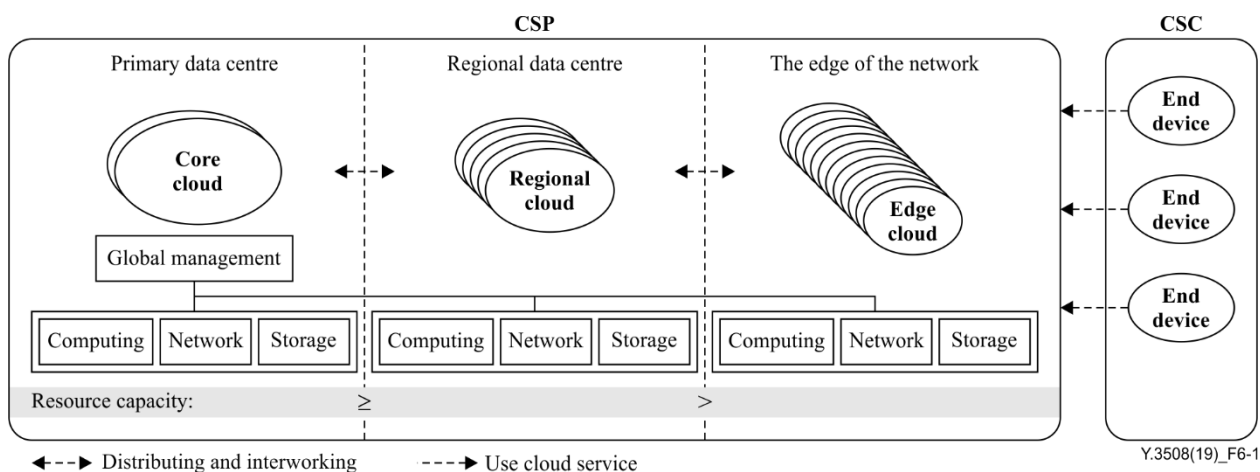 CSP
CSC
Primary data centre
Regional data centre
The edge of the network
Core
cloud
Regional
cloud
Edge
cloud
End
device
End
device
End
device
Global management
Computing Network Storage
Computing Network Storage
Computing Network Storage
Resource capacity: ≥ >
Distributing and interworking
Use cloud service
Y.3508(19)_F6-1